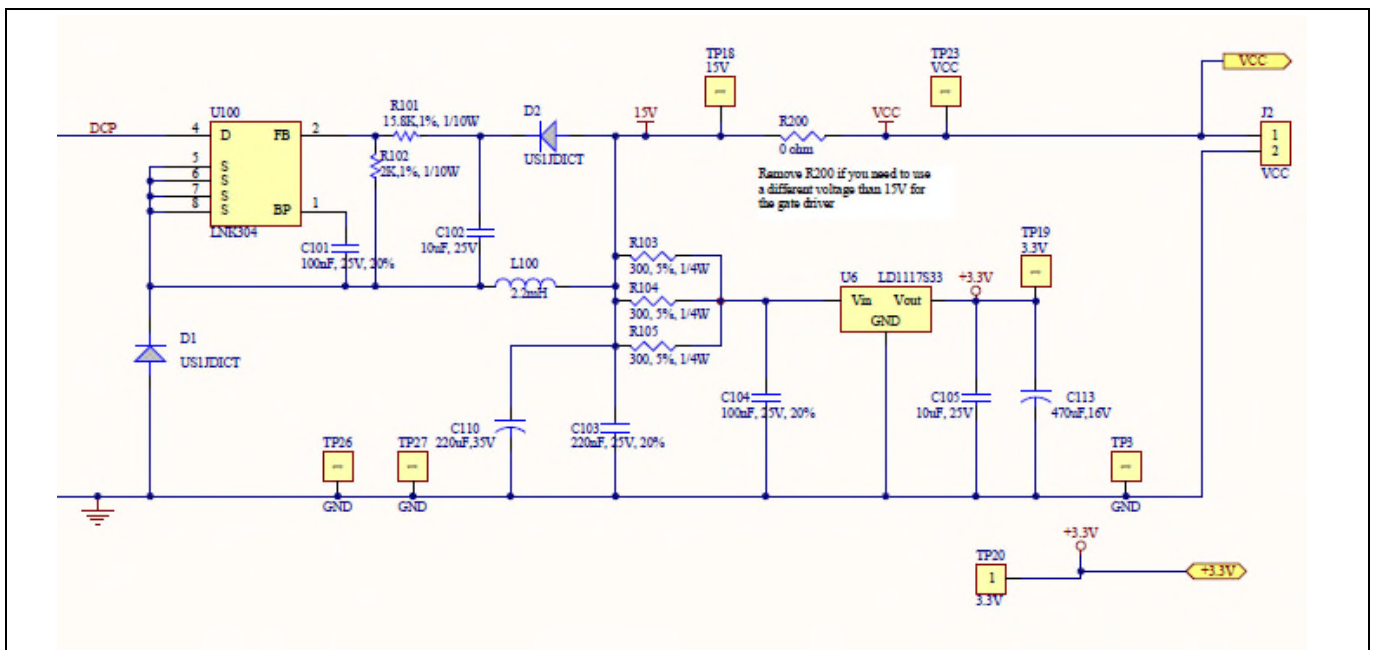 TP18
15V
TP23
VCC
VCC
U100
R101
15.8K,1%, 1/10W
D2
15V
R200
VCC
J2
DCP
4
D
FB
2
0 ohm
1
2
VCC
R102
2K,1%, 1/10W
US1JDICT
5
S
6
S
7
S
8
S
BP
1
LNK304
Remove R200 if you need to use
a different voltage than 15V for
the gate driver
C101
100nF, 25V, 20%
C102
10uF, 25V
R103
300, 5%, 1/4W
TP19
3.3V
L100
2.2mH
R104
300, 5%, 1/4W
U6
LD1117S33
+3.3V
Vin
Vout
GND
D1
US1JDICT
R105
300, 5%, 1/4W
C104
100nF, 25V, 20%
C105
10uF, 25V
C113
470uF,16V
C110
220uF,35V
C103
220nF, 25V, 20%
TP26
TP27
TP3
GND
GND
GND
+3.3V
TP20
1
3.3V
+3.3V